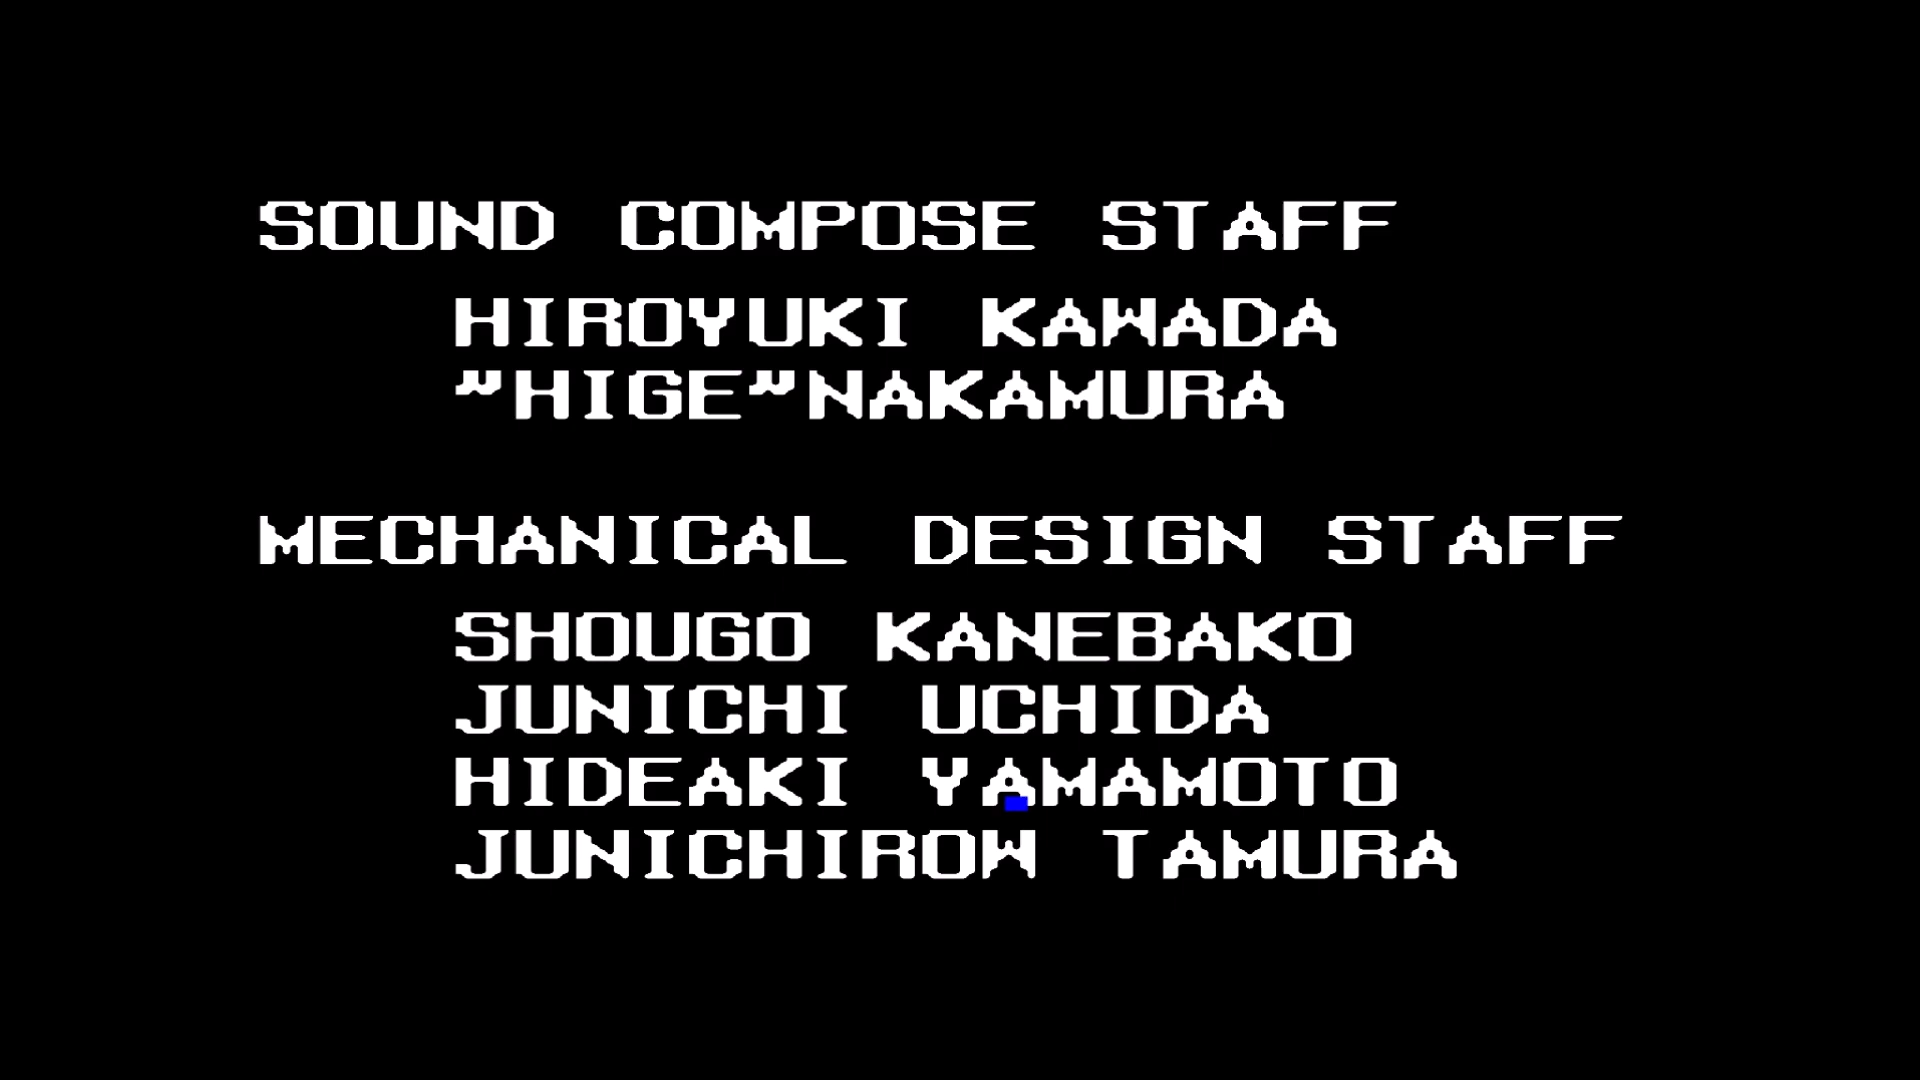 SOUND COMPOSE STAFF
HIROYUKI KAWADA
"HIGE"NAKAMURA
MECHANICAL DESIGN STAFF
SHOUGO KANEBAKO
JUNICHI UCHIDA
HIDEAKI YAMAMOTO
JUNICHIROW TAMURA